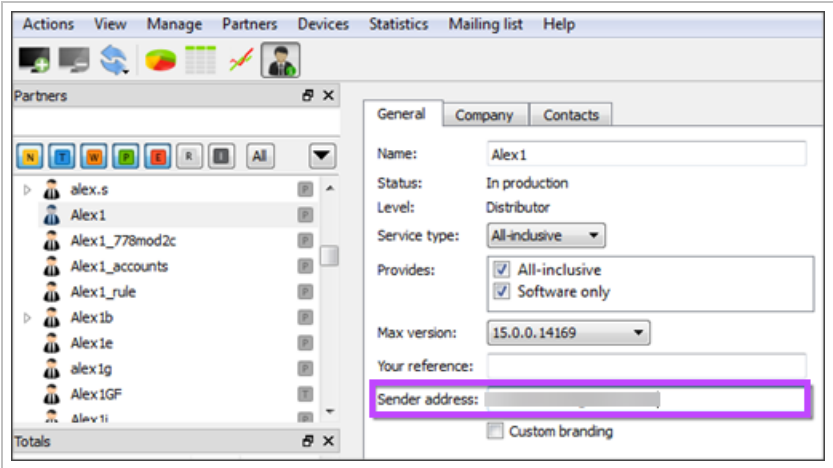 Actions View Manage Partners Devices Statistics Mailing list Help
Partners
N T W P E R I All
alex.s P
Alex1 P
Alex1_778mod2c P
Alex1_accounts P
Alex1_rule P
Alex1b P
Alex1e P
alex1g P
Alex1GF T
Alex1i
Totals
General Company Contacts
Name: Alex1
Status: In production
Level: Distributor
Service type: All-inclusive
Provides: All-inclusive
Software only
Max version: 15.0.0.14169
Your reference:
Sender address:
Custom branding